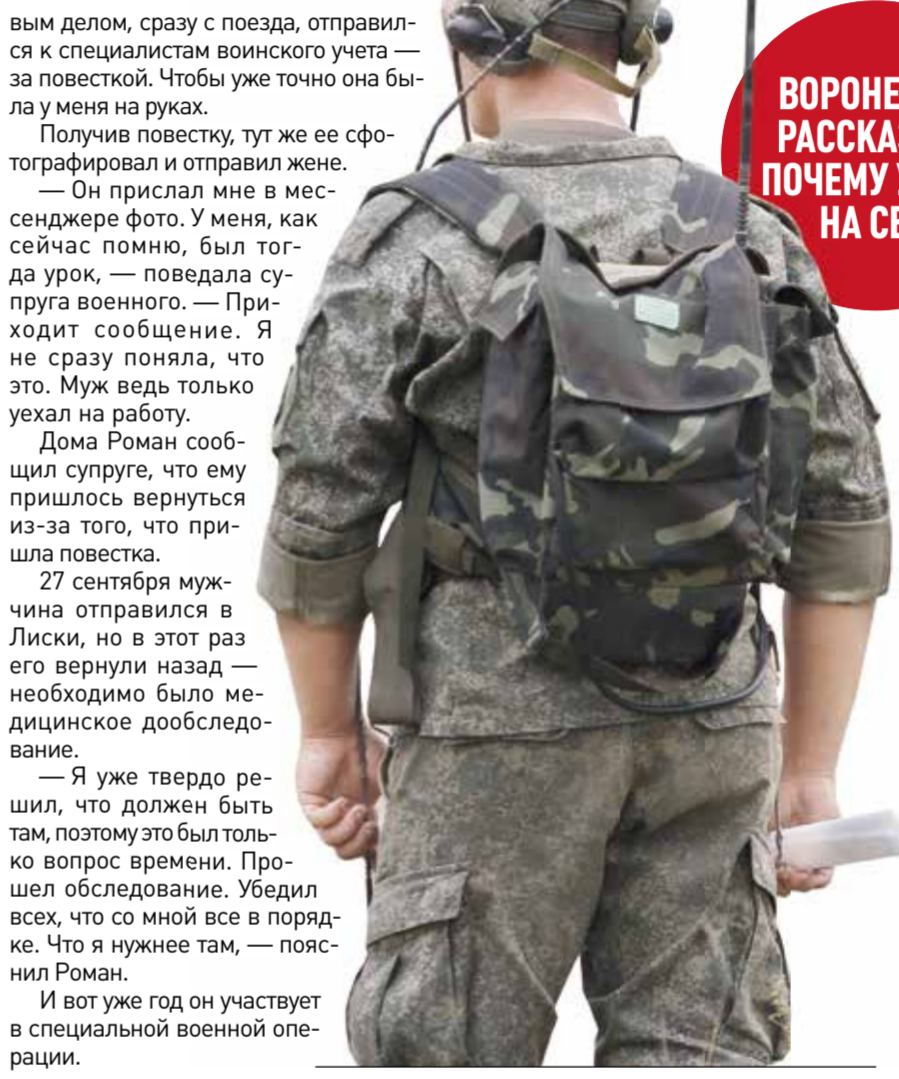 вым делом, сразу с поезда, отправил-
ся к специалистам воинского учета —
за повесткой. Чтобы уже точно она бы-
ла у меня на руках.
Получив повестку, тут же ее сфо-
тографировал и отправил жене.
— Он прислал мне в мес-
сенджере фото. У меня, как
сейчас помню, был тог-
да урок, — поведала су-
пруга военного. — При-
ходит сообщение. Я
не сразу поняла, что
это. Муж ведь только
уехал на работу.
Дома Роман сооб-
щил супруге, что ему
пришлось вернуться
из-за того, что при-
шла повестка.
27 сентября муж-
чина отправился в
Лиски, но в этот раз
его вернули назад —
необходимо было ме-
дицинское дообследо-
вание.
— Я уже твердо ре-
шил, что должен быть
там, поэтому это был толь-
ко вопрос времени. Про-
шел обследование. Убедил
всех, что со мной все в поряд-
ке. Что я нужнее там, — пояс-
нил Роман.
И вот уже год он участвует
в специальной военной опе-
рации.
ВОРОНЕ
РАССКА
ПОЧЕМУ
НА